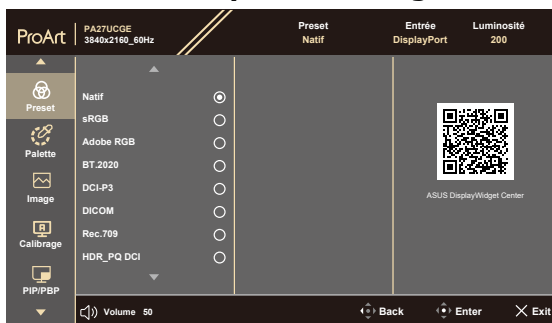 ProArt
PA27UCGE
3840x2160_60Hz
Preset
Natif
Entrée
DisplayPort
Luminosité
200
Preset
Palette
Image
Calibrage
PIP/PBP
Natif
sRGB
Adobe RGB
BT.2020
DCI-P3
DICOM
Rec.709
HDR_PQ DCI
ASUS DisplayWidget Center
Volume 50
Back
Enter
Exit